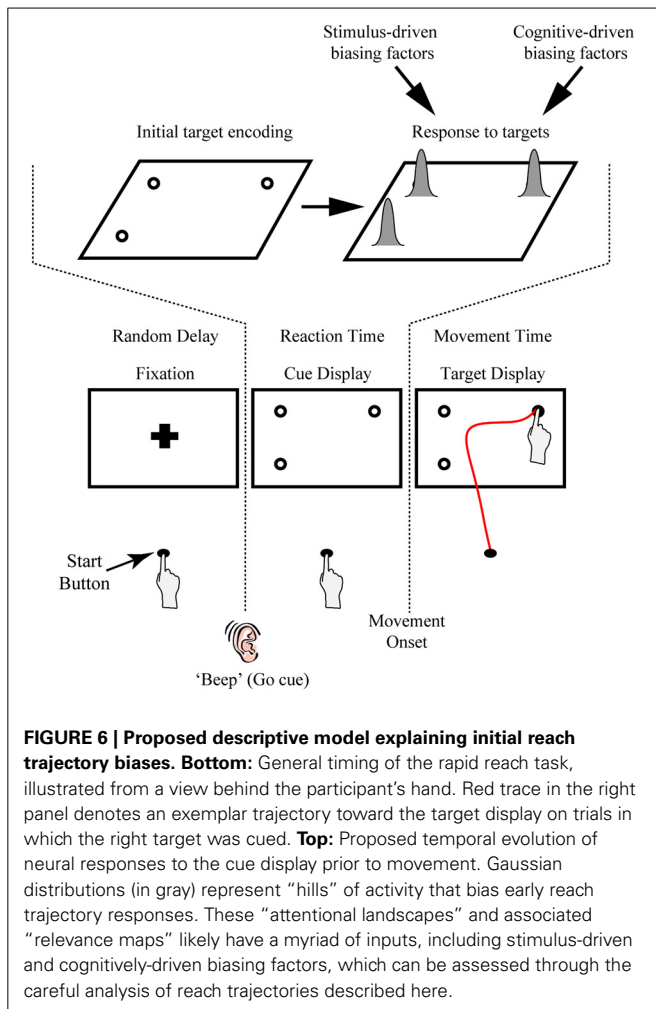 Stimulus-driven
biasing factors
Cognitive-driven
biasing factors
Initial target encoding
Response to targets
Random Delay
Reaction Time
Movement Time
Fixation
Cue Display
Target Display
Start
Button
Movement
Onset
‘Beep’ (Go cue)
FIGURE 6 | Proposed descriptive model explaining initial reach
trajectory biases. Bottom: General timing of the rapid reach task,
illustrated from a view behind the participant’s hand. Red trace in the right
panel denotes an exemplar trajectory toward the target display on trials in
which the right target was cued. Top: Proposed temporal evolution of
neural responses to the cue display prior to movement. Gaussian
distributions (in gray) represent “hills” of activity that bias early reach
trajectory responses. These “attentional landscapes” and associated
“relevance maps” likely have a myriad of inputs, including stimulus-driven
and cognitively-driven biasing factors, which can be assessed through the
careful analysis of reach trajectories described here.